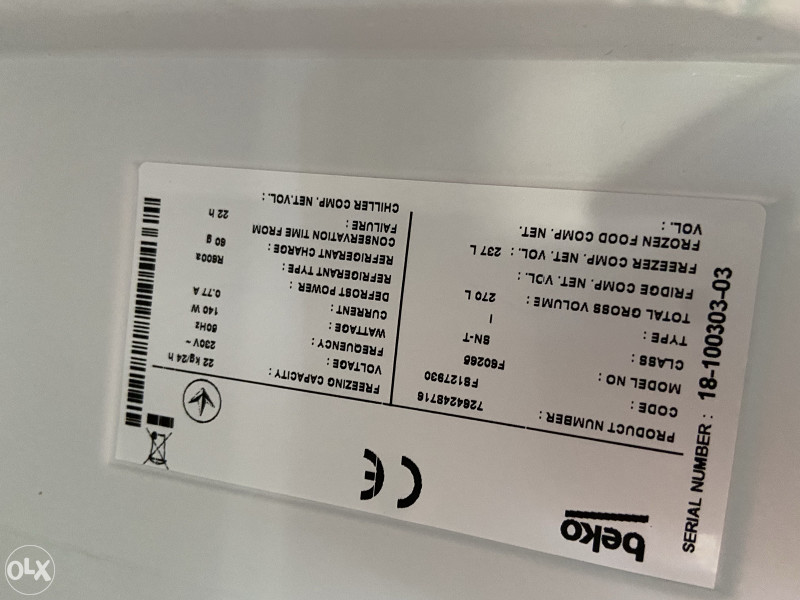 beko
CE
SERIAL NUMBER : 18-100303-03
PRODUCT NUMBER : 7264248716
CODE : FS127930
MODEL NO :
CLASS : SN-T
TYPE : I
TOTAL GROSS VOLUME : 270 L
FRIDGE COMP. NET. VOL. :
FREEZER COMP. NET. VOL. : 237 L
FROZEN FOOD COMP. NET.
VOL. :
FREEZING CAPACITY : 22 kg/24 h
VOLTAGE : 230V ~
FREQUENCY :
WATTAGE : 140 W
CURRENT : 0.77 A
DEFROST POWER :
REFRIGERANT TYPE R600a
REFRIGERANT CHARGE : 60 g
CONSERVATION TIME FROM
FAILURE : 22 h
CHILLER COMP. NET.VOL. :
OLX